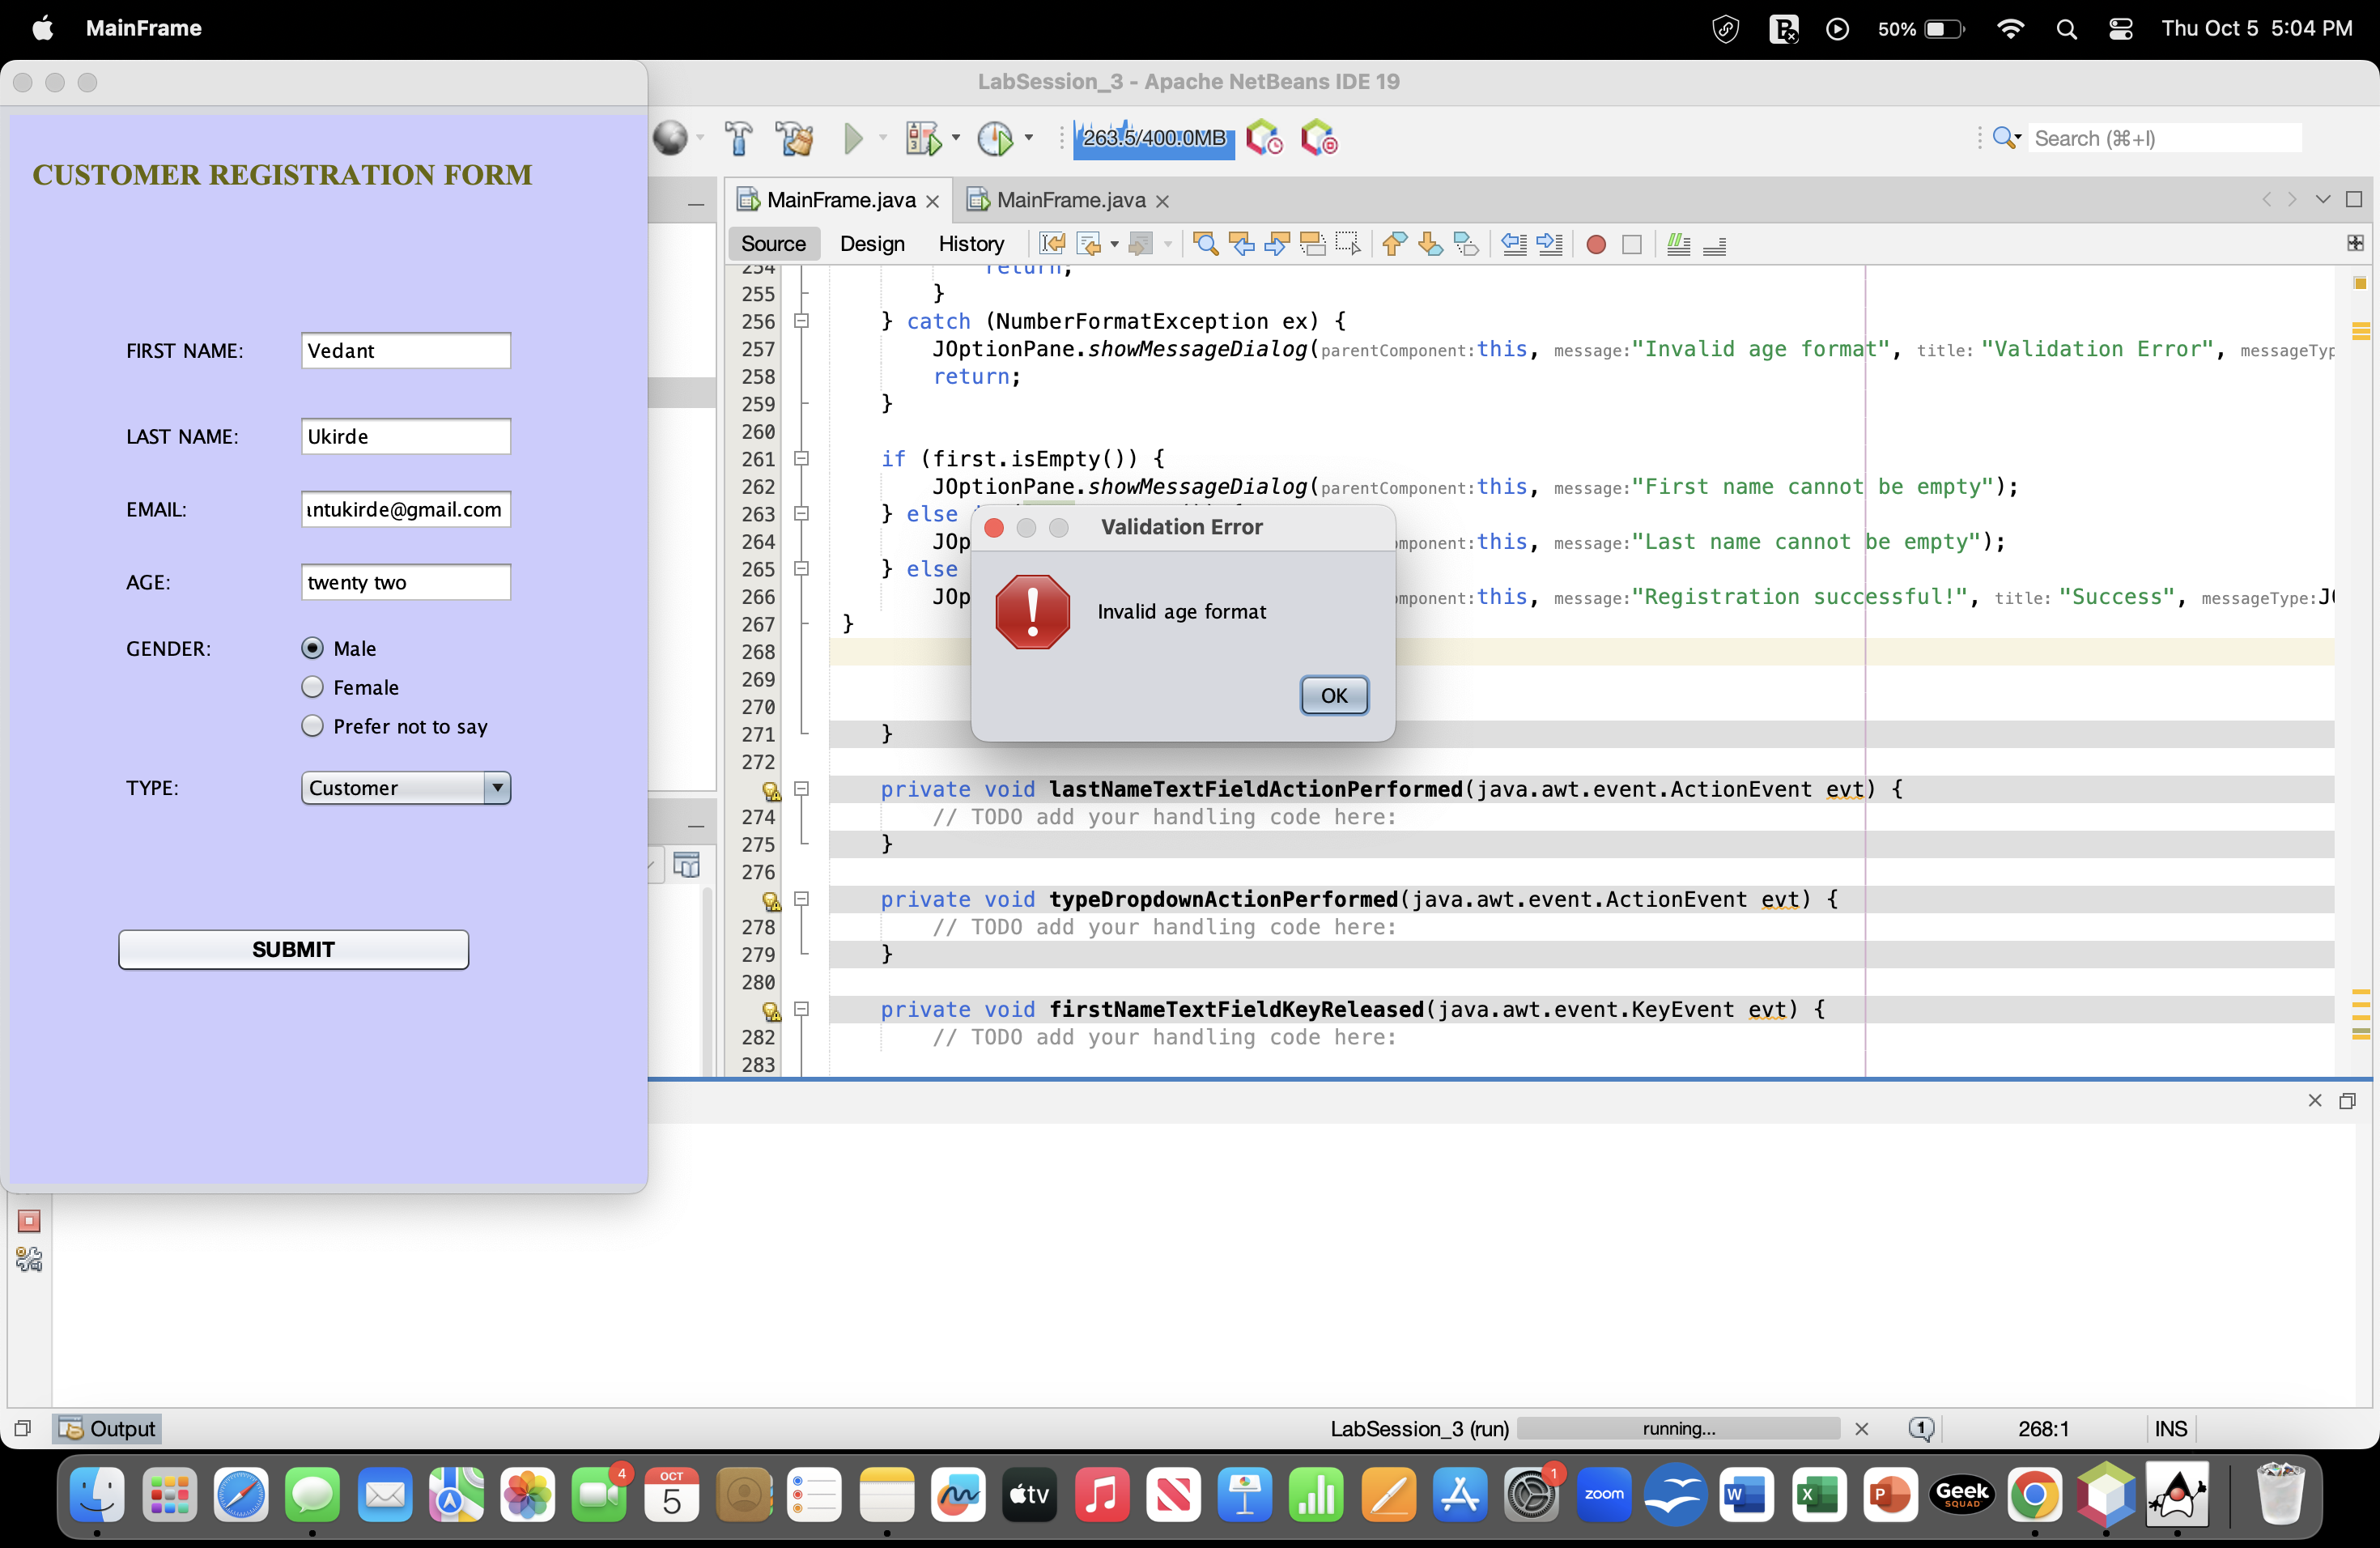 MainFrame
50%
Thu Oct 5 5:04 PM
LabSession_3 - Apache NetBeans IDE 19
263.5/400.0MB
Search (⌘+I)
CUSTOMER REGISTRATION FORM
FIRST NAME: Vedant
LAST NAME: Ukirde
EMAIL: ntukirde@gmail.com
AGE: twenty two
GENDER: Male
Female
Prefer not to say
TYPE: Customer
SUBMIT
MainFrame.java
MainFrame.java
Source Design History
254 return;
255 }
256 } catch (NumberFormatException ex) {
257 JOptionPane.showMessageDialog(parentComponent:this, message:"Invalid age format", title: "Validation Error", messageTyp
258 return;
259 }
260
261 if (first.isEmpty()) {
262 JOptionPane.showMessageDialog(parentComponent:this, message:"First name cannot be empty");
263 } else
264 JOp mponent:this, message:"Last name cannot be empty");
265 } else
266 JOp mponent:this, message:"Registration successful!", title: "Success", messageType:J
267 }
268
269
270
271 }
272
private void lastNameTextFieldActionPerformed(java.awt.event.ActionEvent evt) {
274 // TODO add your handling code here:
275 }
276
private void typeDropdownActionPerformed(java.awt.event.ActionEvent evt) {
278 // TODO add your handling code here:
279 }
280
private void firstNameTextFieldKeyReleased(java.awt.event.KeyEvent evt) {
282 // TODO add your handling code here:
283
Validation Error
Invalid age format
OK
Output
LabSession_3 (run)
running...
1
268:1
INS
4
OCT
5
tv
1
zoom
W
X
P
Geek
SQUAD